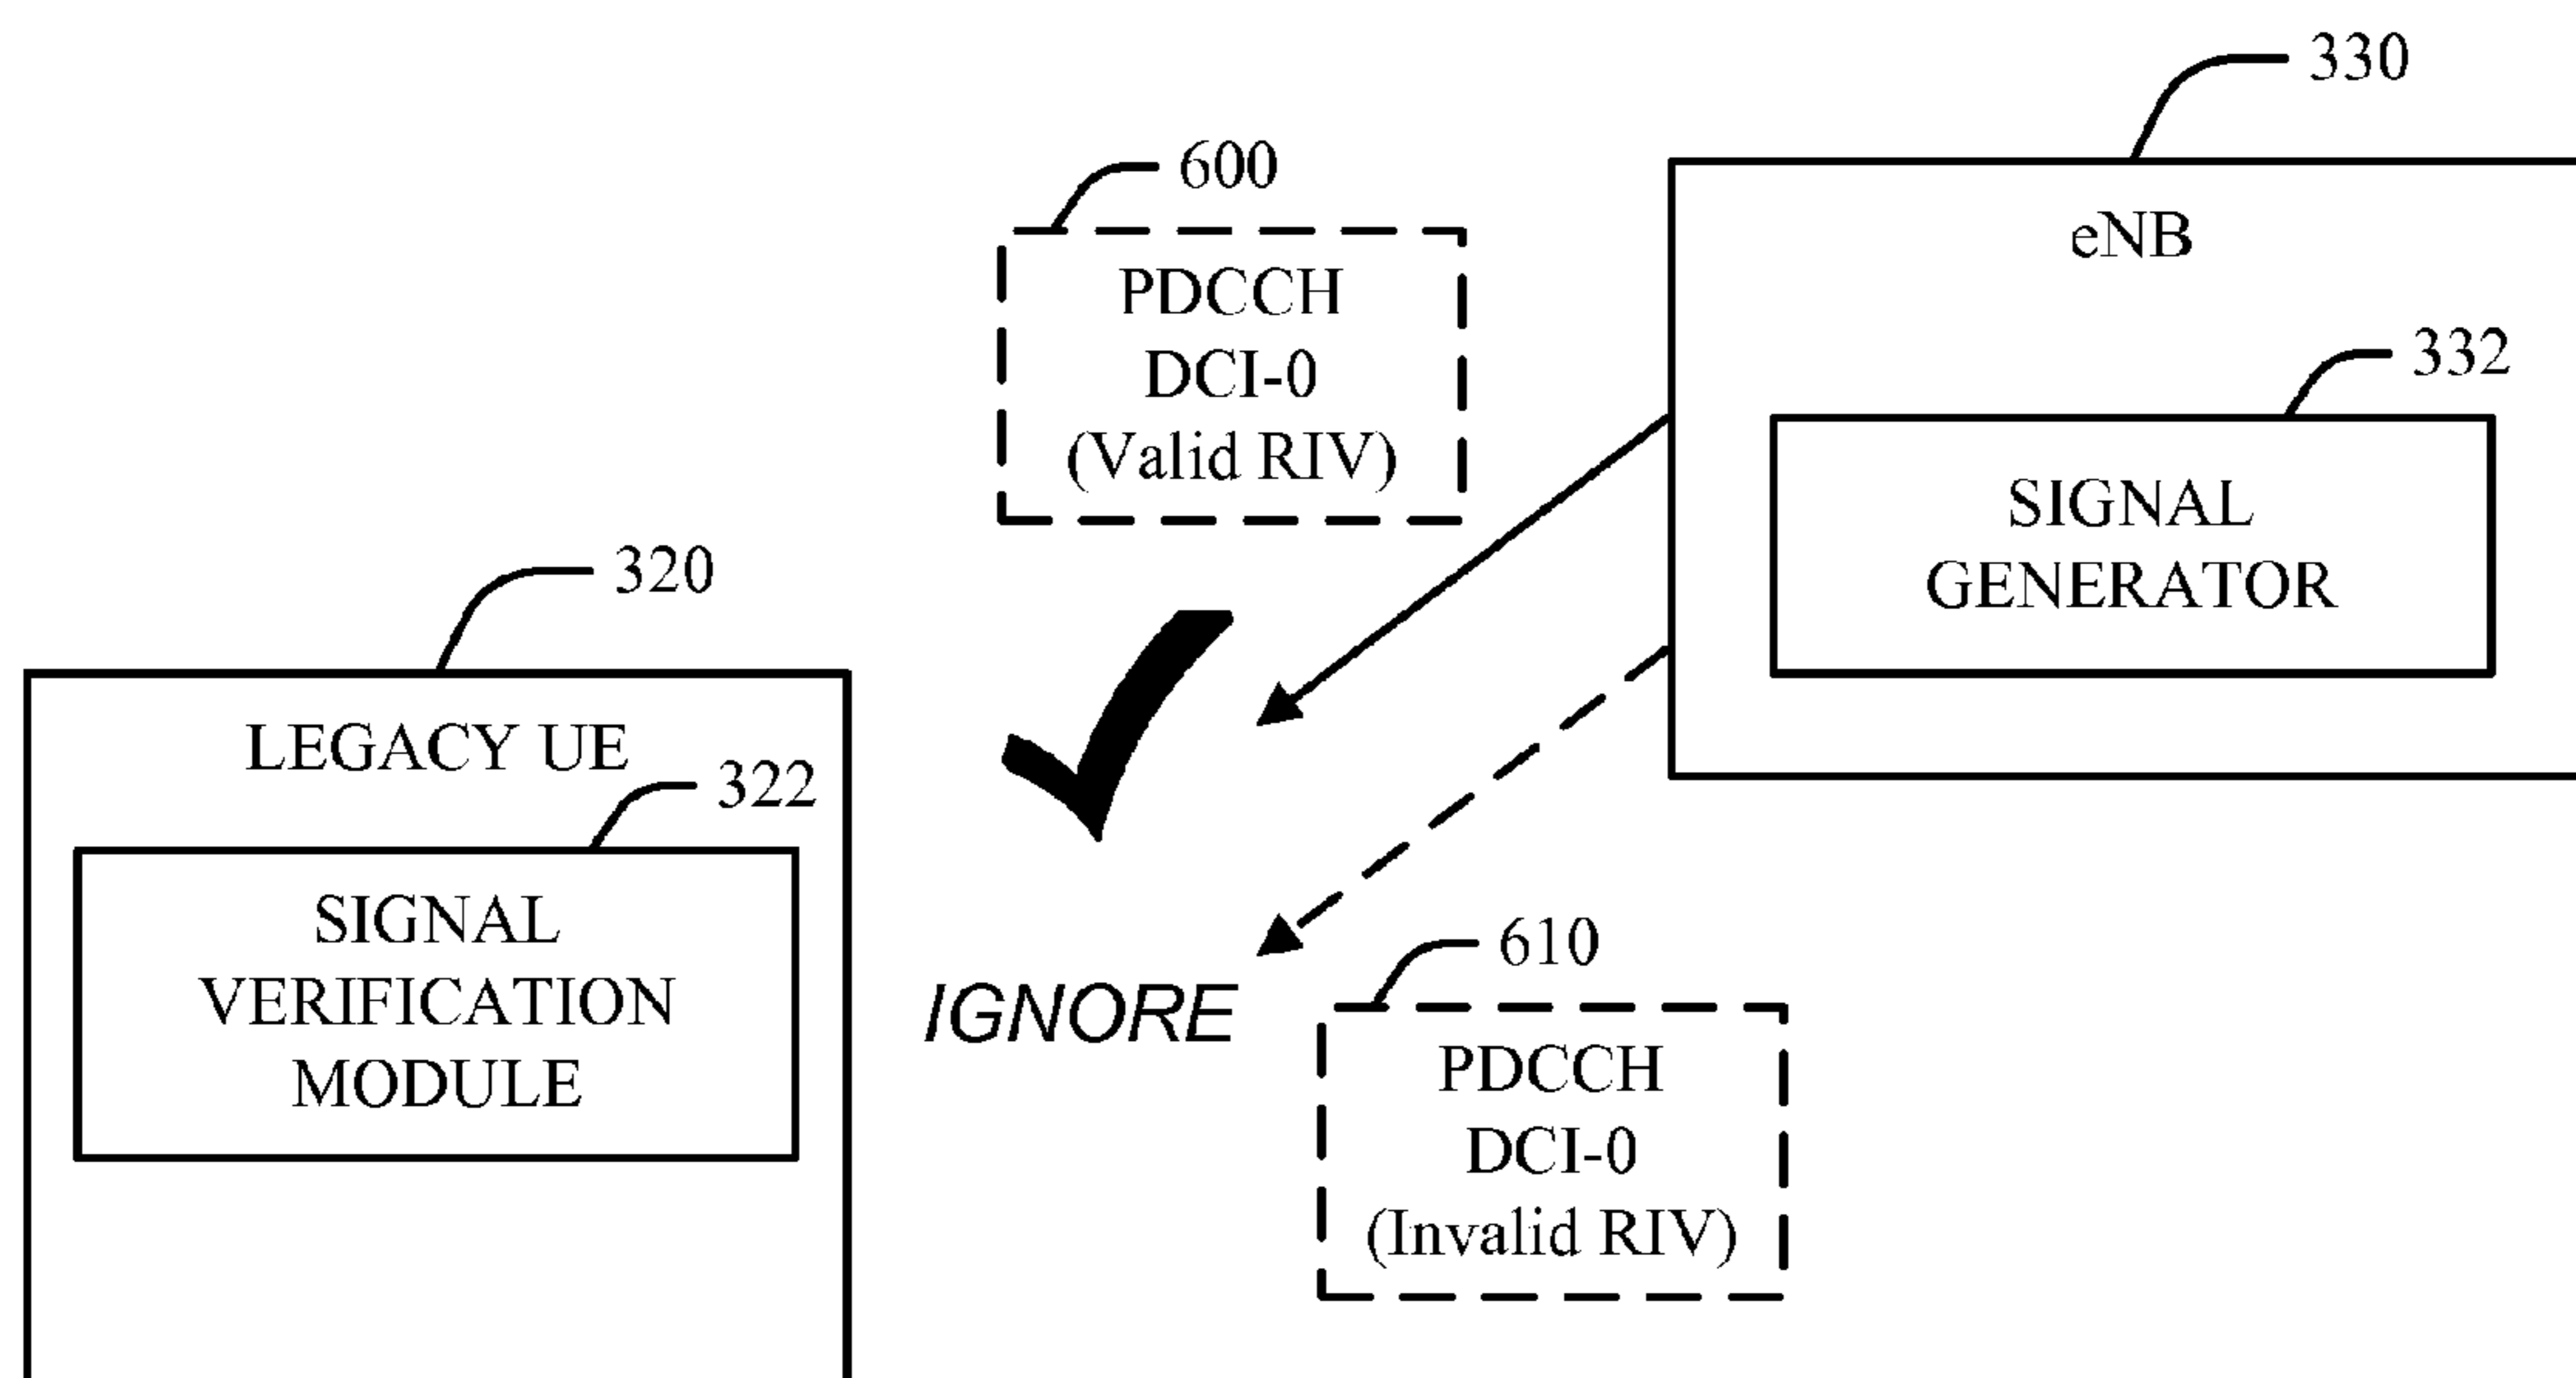 330
600
eNB
PDCCH
DCI-0
(Valid RIV)
332
SIGNAL
GENERATOR
320
LEGACY UE
322
SIGNAL
VERIFICATION
MODULE
IGNORE
610
PDCCH
DCI-0
(Invalid RIV)